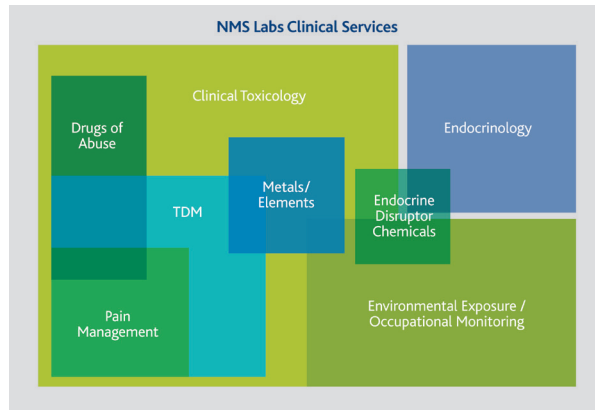 NMS Labs Clinical Services
Clinical Toxicology
Drugs of
Abuse
Endocrinology
Metals/
Elements
TDM
Endocrine
Disruptor
Chemicals
Pain
Management
Environmental Exposure /
Occupational Monitoring